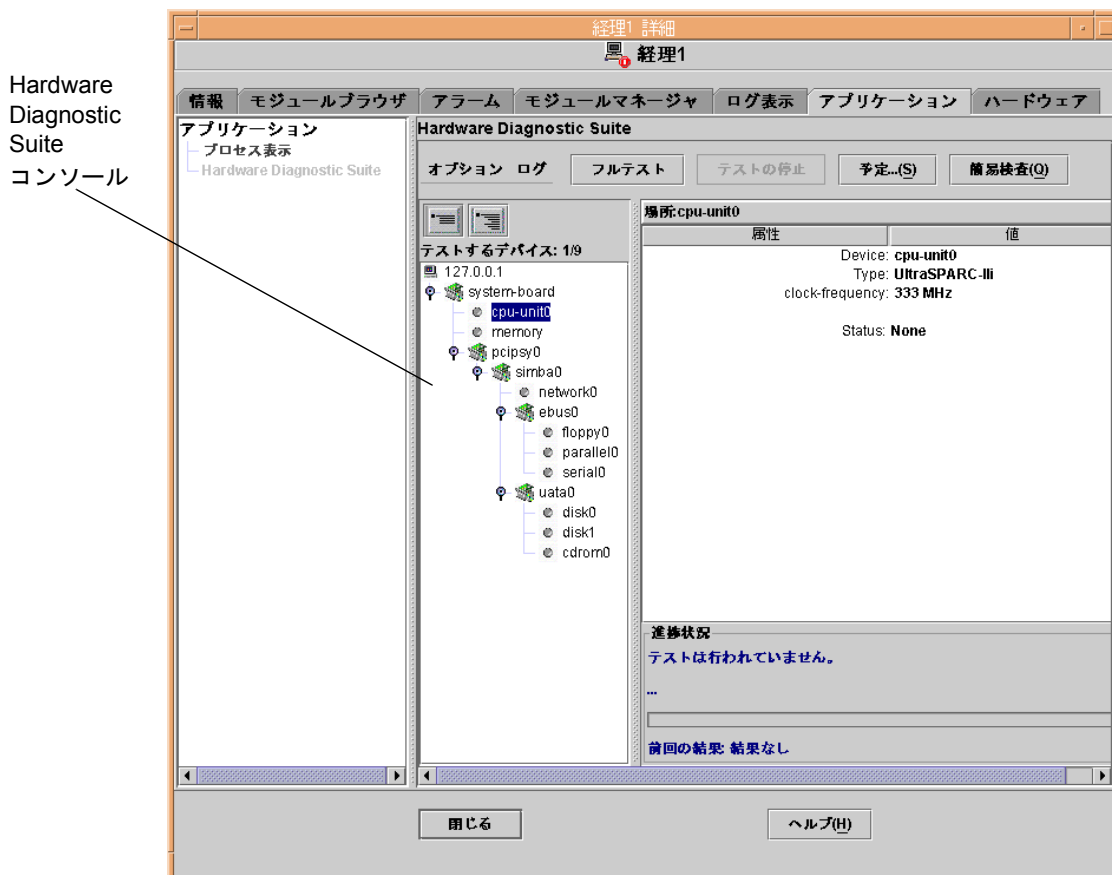 経理1 詳細
経理1
Hardware
Diagnostic
Suite
コンソール
情報 モジュールブラウザ アラーム モジュールマネージャ ログ表示 アプリケーション ハードウェア
アプリケーション
プロセス表示
Hardware Diagnostic Suite
Hardware Diagnostic Suite
オプション ログ フルテスト テストの停止 予定...(S)簡易検査(Q)
テストするデバイス: 1/9
127.0.0.1
system-board
cpu-unit0
memory
pcipsy0
simba0
network0
ebus0
floppy0
parallel0
serial0
uata0
disk0
disk1
cdrom0
場所:cpu-unit0
属性 値
Device: cpu-unit0
Type: UltraSPARC-IIi
clock-frequency: 333 MHz
Status: None
進捗状況
テストは行われていません。
...
前回の結果: 結果なし
閉じる ヘルプ(H)